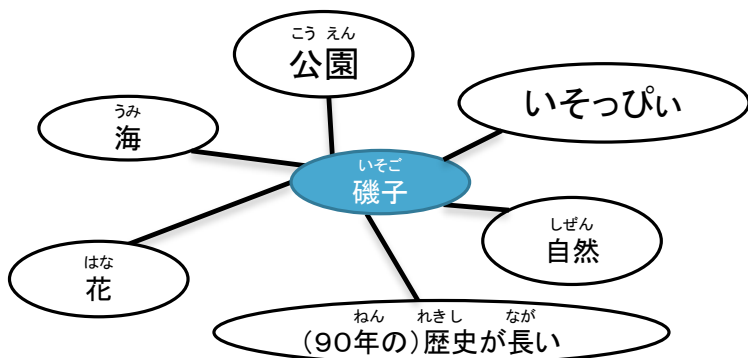 こう えん
公園
いそっぴぃ
うみ
海
いそご
磯子
しぜん
自然
はな
花
ねん れきし なが
(90年の)歴史が長い